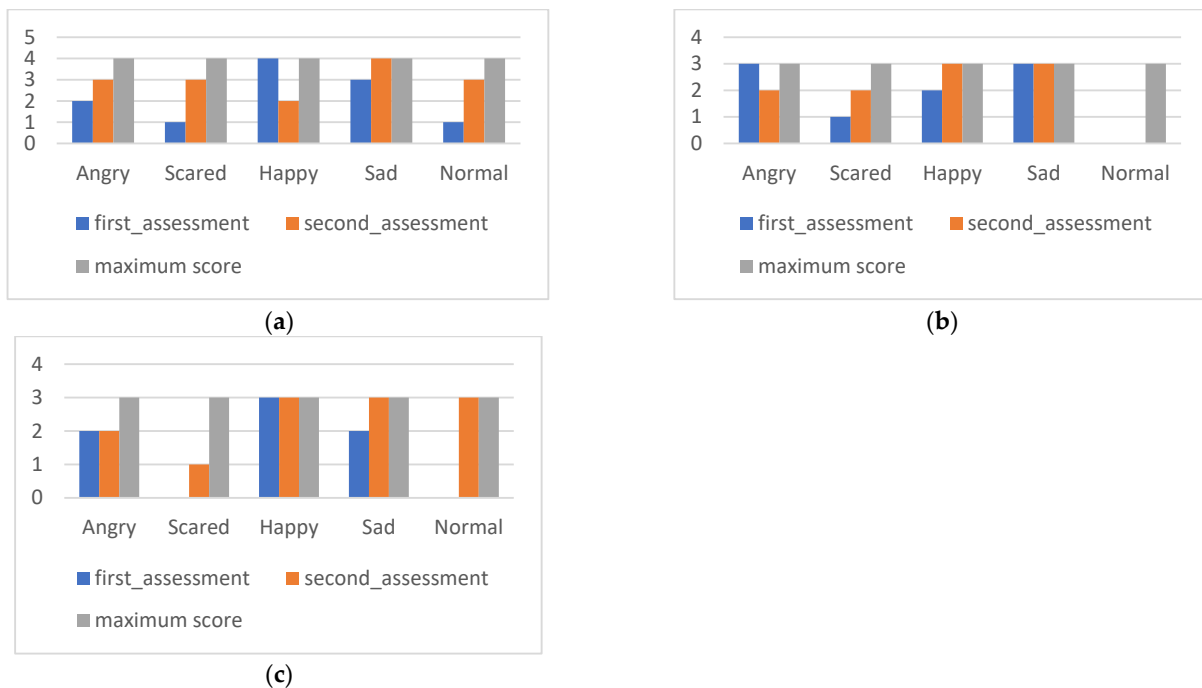 5
4
3
2
1
0
Angry Scared Happy Sad Normal
first_assessment second_assessment
maximum score
(a)
4
3
2
1
0
Angry Scared Happy Sad Normal
first_assessment second_assessment
maximum score
(b)
4
3
2
1
0
Angry Scared Happy Sad Normal
first_assessment second_assessment
maximum score
(c)